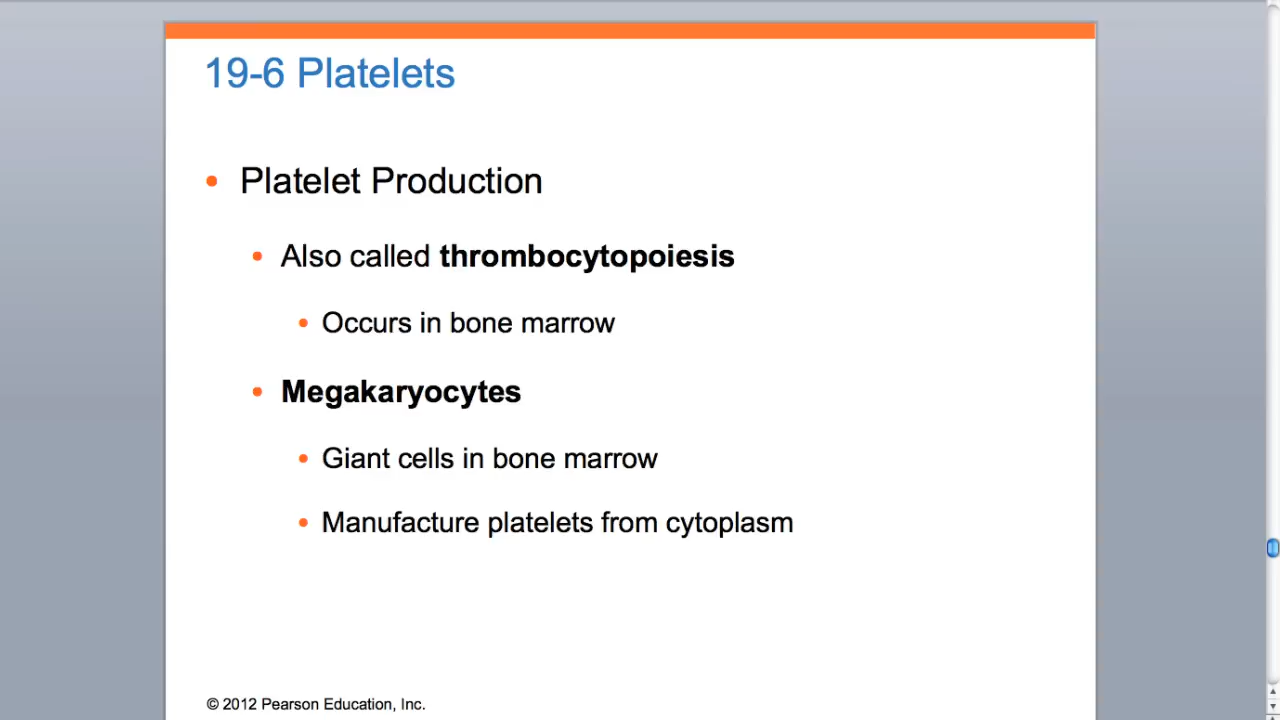 19-6 Platelets
• Platelet Production
• Also called thrombocytopoiesis
• Occurs in bone marrow
• Megakaryocytes
• Giant cells in bone marrow
• Manufacture platelets from cytoplasm
© 2012 Pearson Education, Inc.